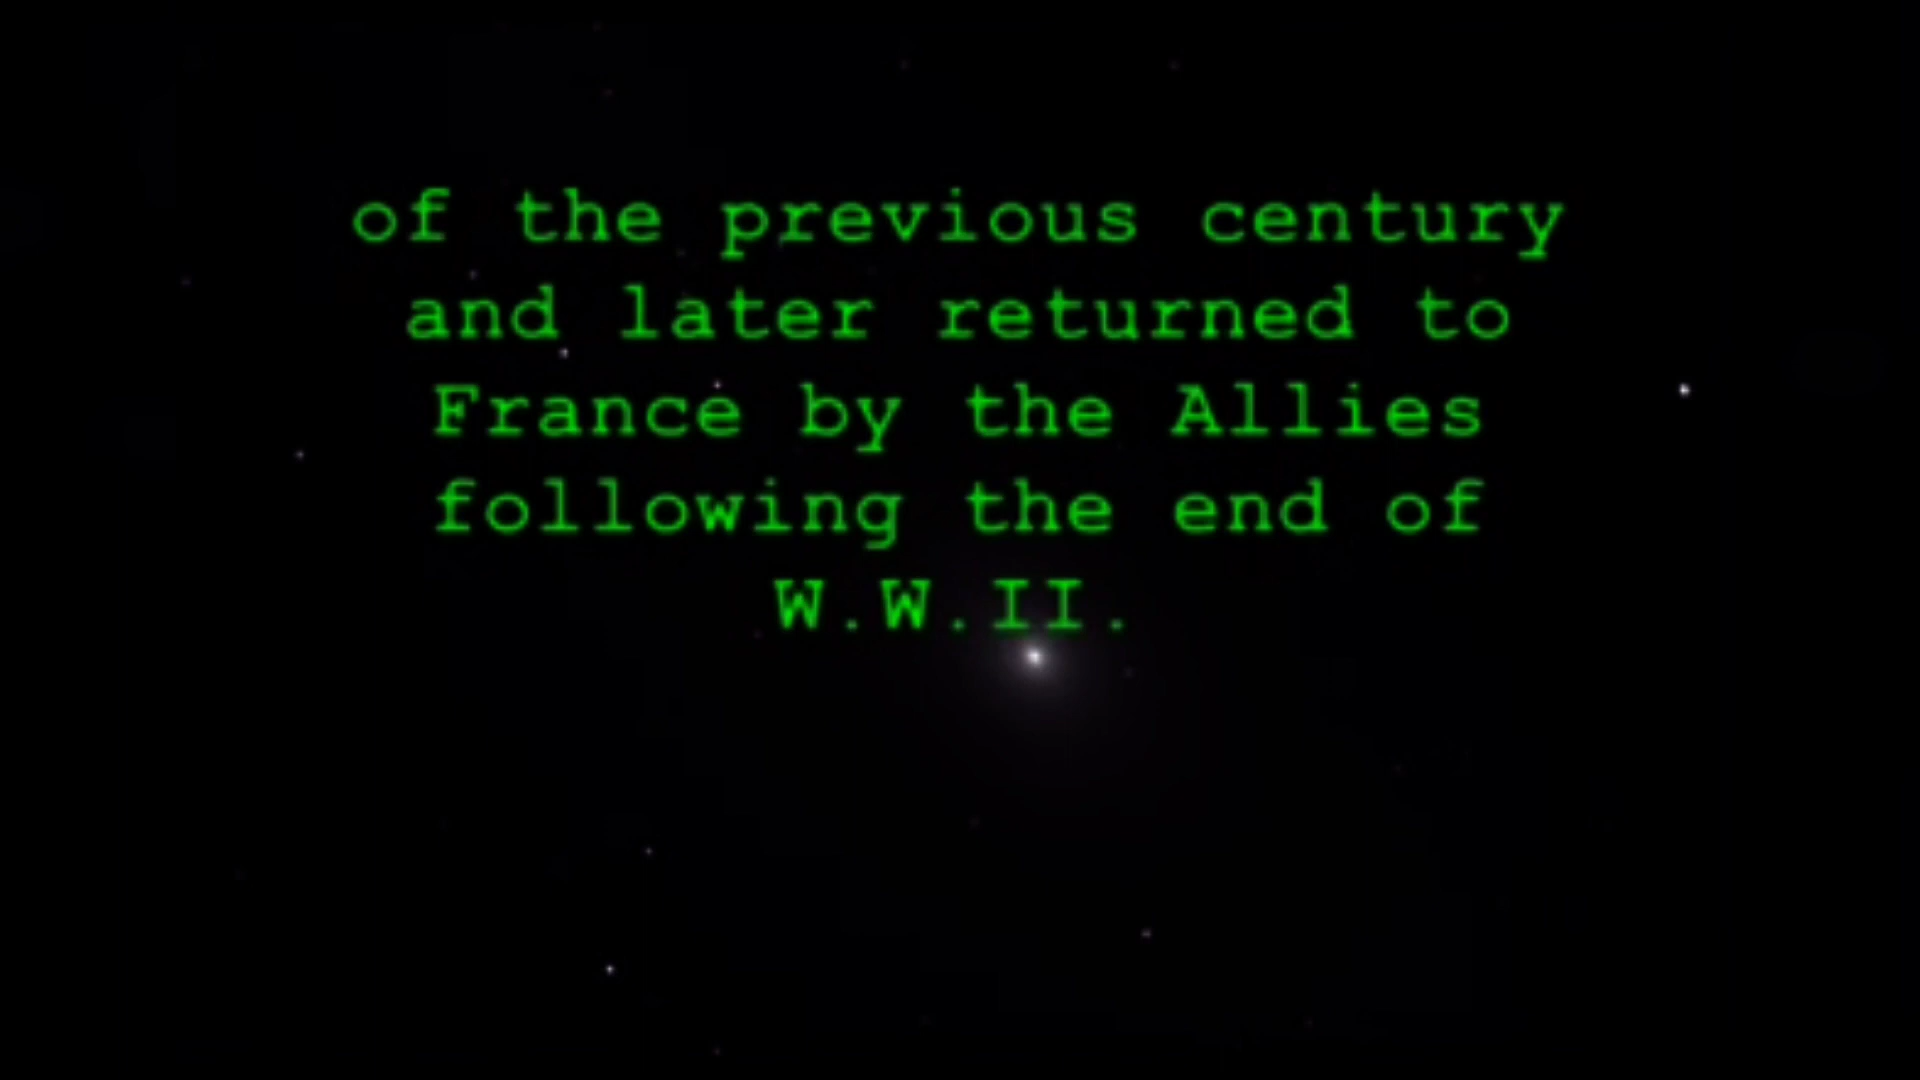 of the previous century
and later returned to
France by the Allies
following the end of
W.W.II.